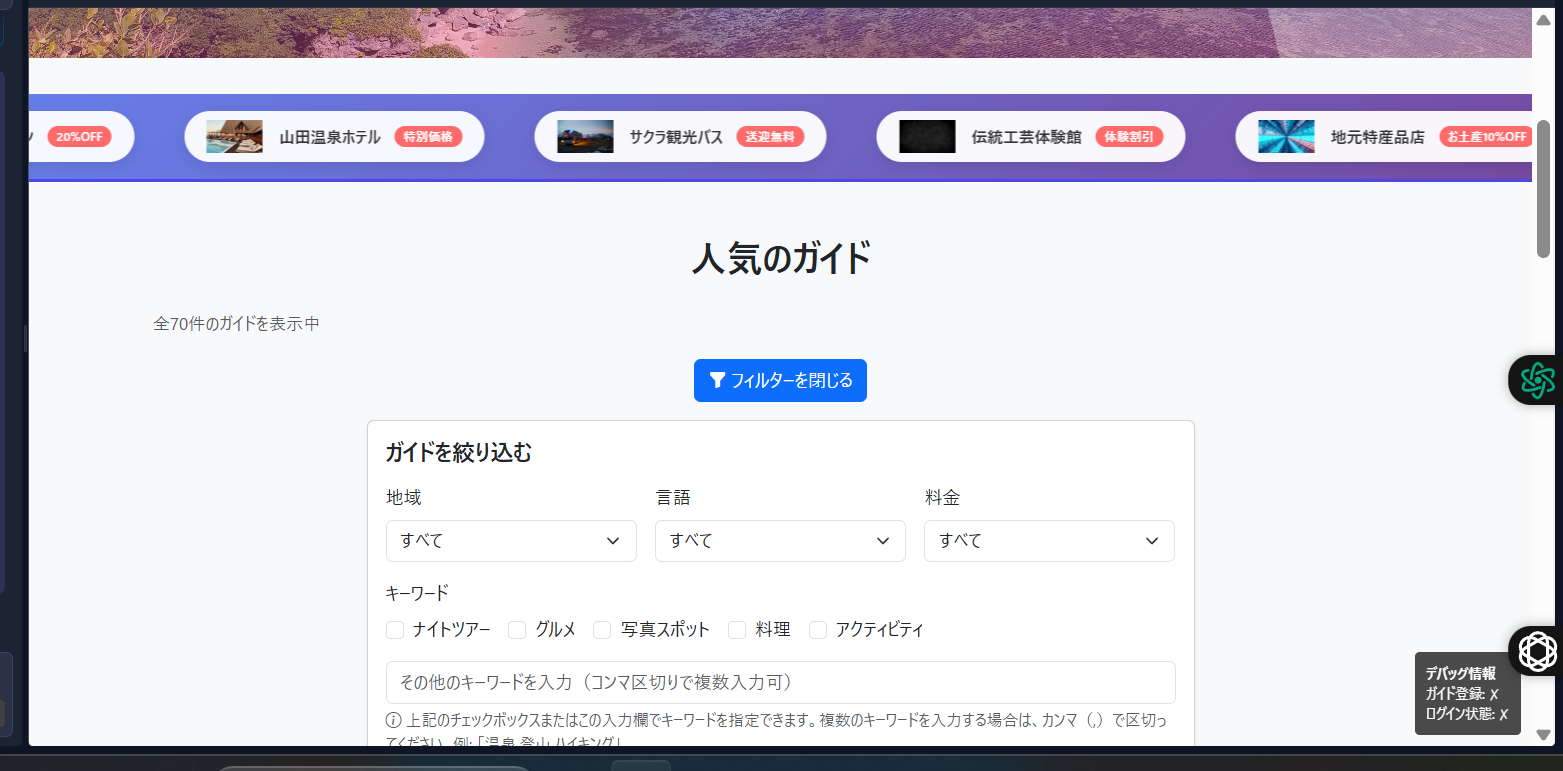 20%OFF
山田温泉ホテル 特別価格
サクラ観光バス 送迎無料
伝統工芸体験館 体験割引
地元特産品店 お土産10%OFF
人気のガイド
全70件のガイドを表示中
フィルターを閉じる
ガイドを絞り込む
地域 言語 料金
すべて すべて すべて
キーワード
ナイトツアー グルメ 写真スポット 料理 アクティビティ
その他のキーワードを入力（コンマ区切りで複数入力可）
上記のチェックボックスまたはこの入力欄でキーワードを指定できます。複数のキーワードを入力する場合は、カンマ（,）で区切っ
てください。例:「温泉,登山,ハイキング」
デバッグ情報
ガイド登録: ✗
ログイン状態: ✗